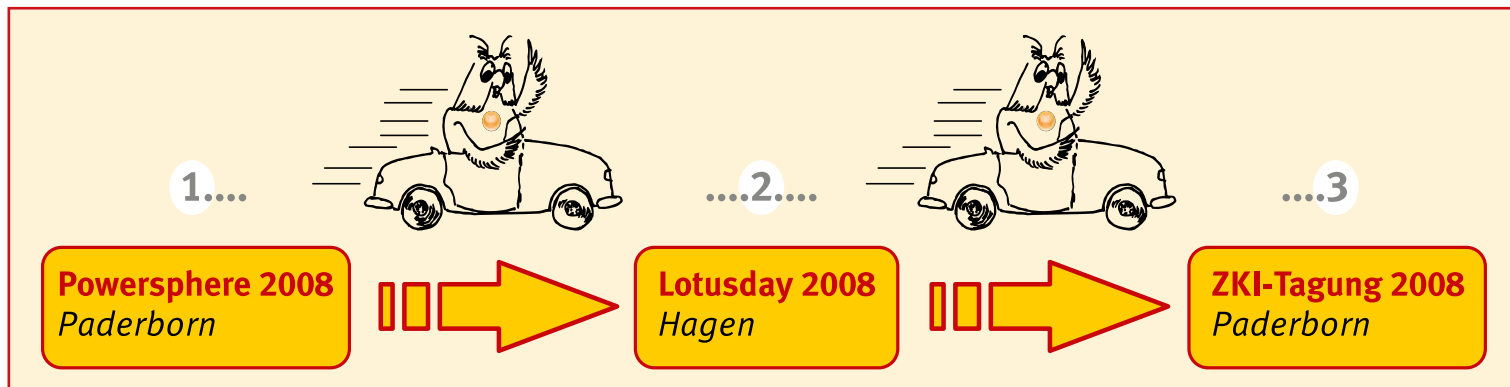 1....
....2....
....3
Powersphere 2008
Paderborn
Lotusday 2008
Hagen
ZKI-Tagung 2008
Paderborn